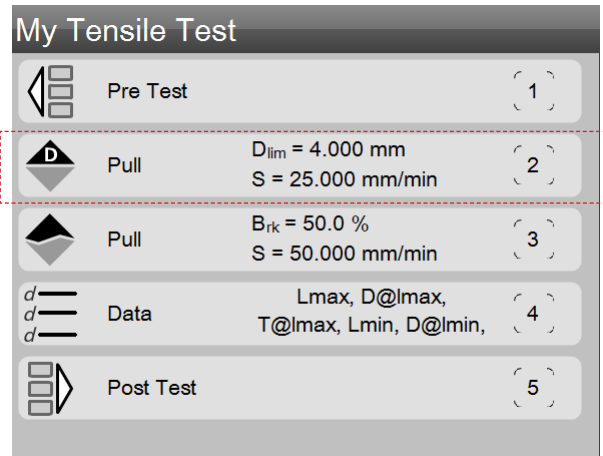 My Tensile Test
Pre Test
1
D
Pull
Dlim = 4.000 mm
S = 25.000 mm/min
2
Pull
Brk = 50.0 %
S = 50.000 mm/min
3
d
d
d
Data
Lmax, D@lmax,
T@lmax, Lmin, D@lmin,
4
Post Test
5